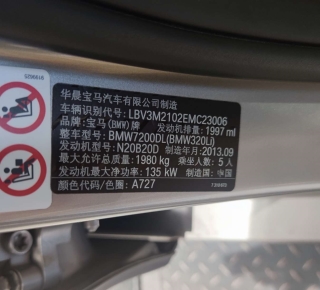 华晨宝马汽车有限公司制造
车辆识别代号: LBV3M2102EMC23006
品牌: 宝马(BMW)牌 发动机排量: 1997 ml
整车型号: BMW7200DL(BMW320Li)
发动机型号: N20B20D 制造年月: 2013.09
最大允许总质量: 1980 kg 乘坐人数: 5 人
发动机最大净功率: 135 kW 制造国: 中国
颜色代码/色: A727